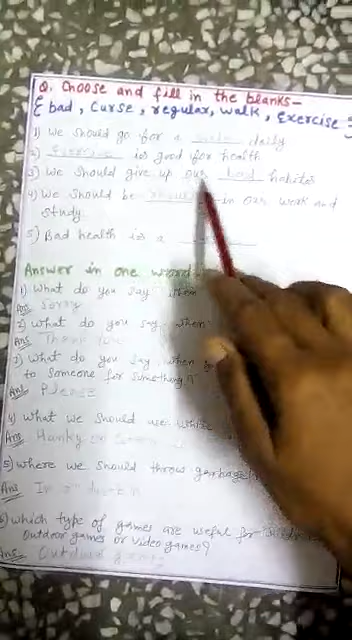 Q. Choose and fill in the blanks-
{ bad, curse, regular, walk, exercise }
1) We should go for a walk daily
2) Exercise is good for health
3) We should give up our bad habites
4) We should be regular in our work and
study.
5) Bad health is a
Answer in one word
1) What do you say when
Ans Sorry
2) What do you say when
Ans Thank you
3) What do you say when
to someone for something?
Ans Please
4) What we should use while
Ans Hanky or
5) Where we should throw garbage
Ans In dustbin
6) Which type of games are useful for
Outdoor games or video games?
Ans. Outdoor games